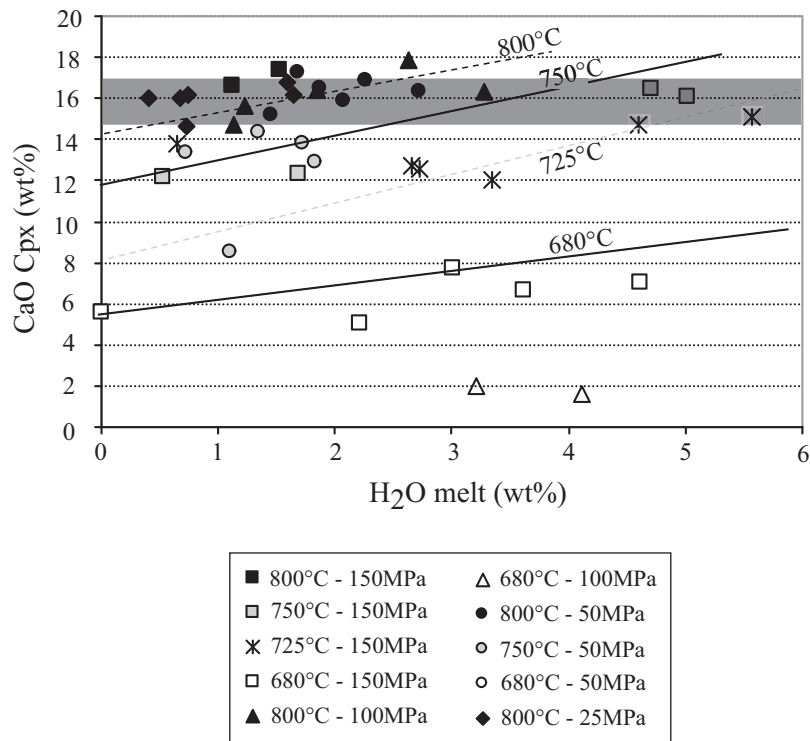 20
18
16
14
12
10
8
6
4
2
0
CaO Cpx (wt%)
800°C
750°C
725°C
680°C
0 1 2 3 4 5 6
H2O melt (wt%)
800°C - 150MPa
750°C - 150MPa
725°C - 150MPa
680°C - 150MPa
800°C - 100MPa
680°C - 100MPa
800°C - 50MPa
750°C - 50MPa
680°C - 50MPa
800°C - 25MPa